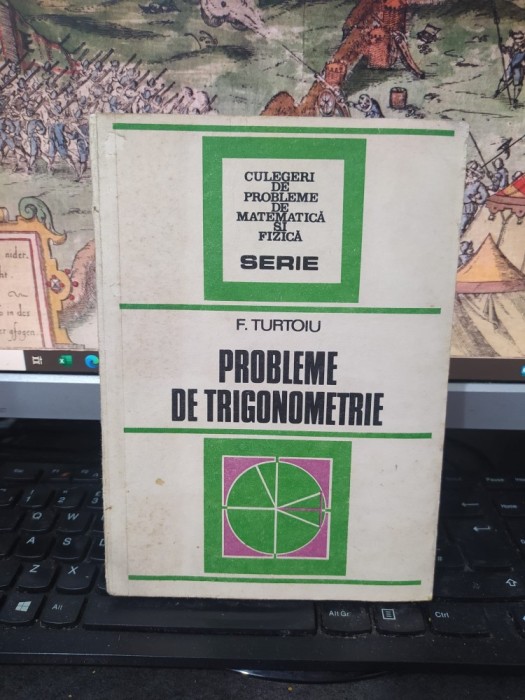 CULEGERI
DE
PROBLEME
DE
MATEMATICĂ
ȘI
FIZICĂ
SERIE
F. TURTOIU
PROBLEME
DE TRIGONOMETRIE
Q
W
A
S
D
Z
X
Alt
Alt Gr
Ctrl